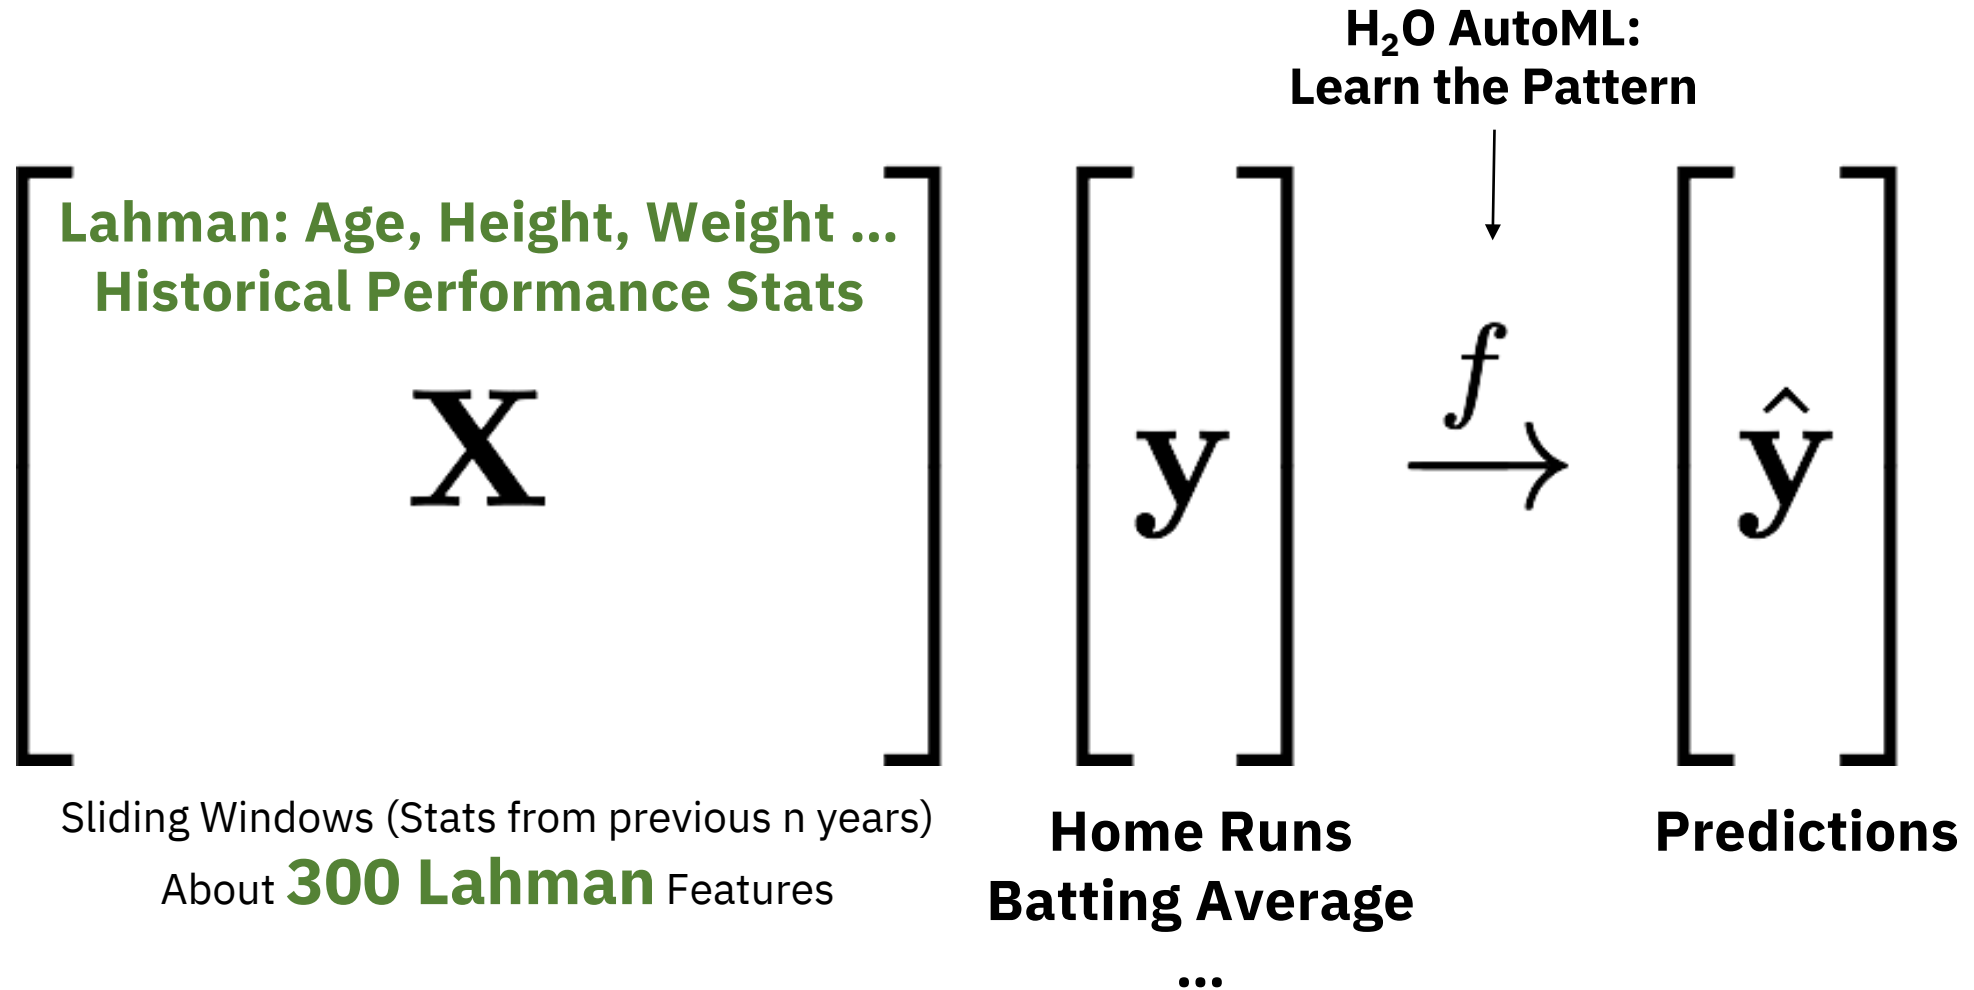 H₂O AutoML:
Learn the Pattern
Lahman: Age, Height, Weight ...
Historical Performance Stats
X
y
f
ŷ
Sliding Windows (Stats from previous n years)
About 300 Lahman Features
Home Runs
Batting Average
...
Predictions